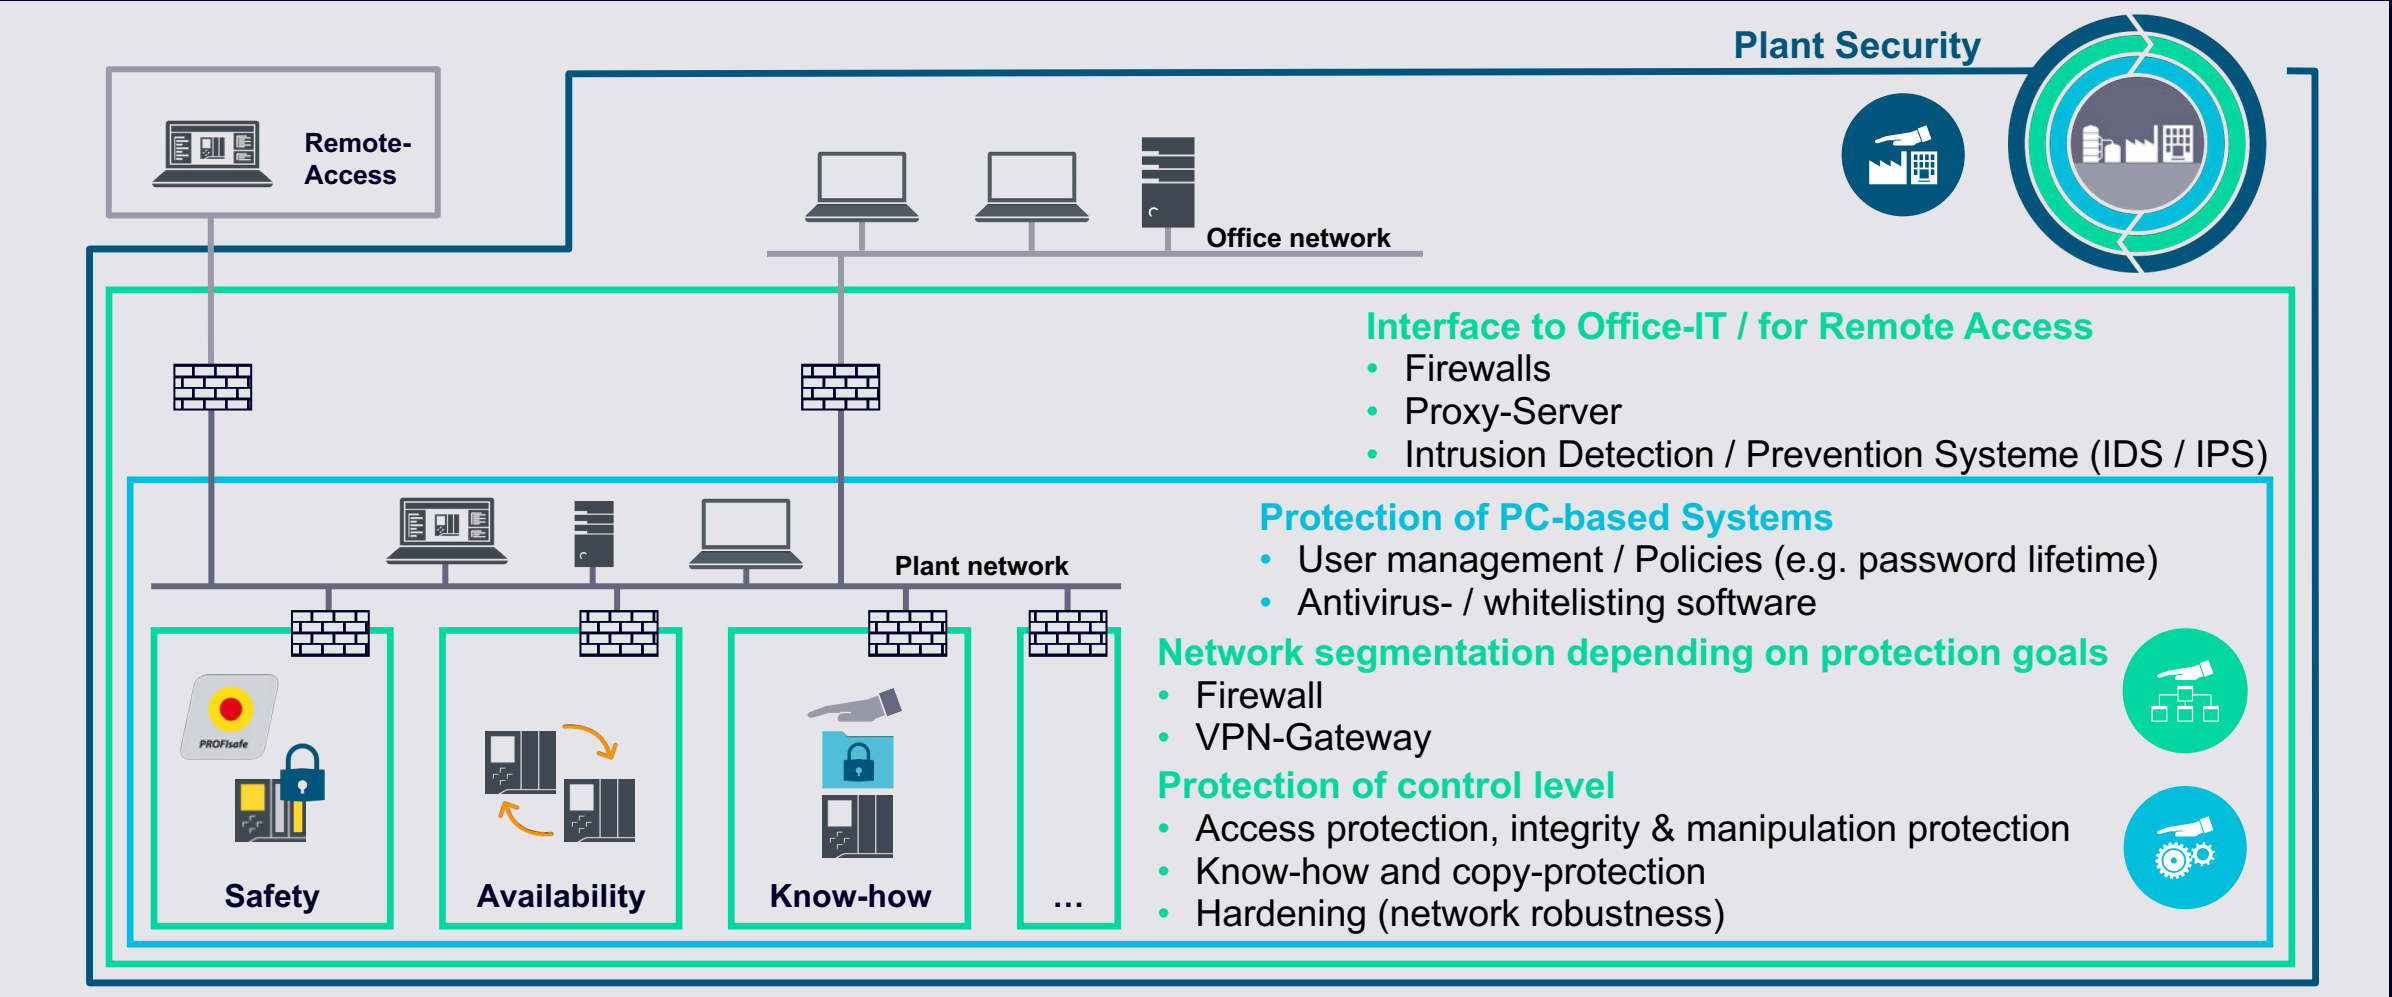 Plant Security
Remote-
Access
Office network
Interface to Office-IT / for Remote Access
• Firewalls
• Proxy-Server
• Intrusion Detection / Prevention Systeme (IDS / IPS)
Protection of PC-based Systems
• User management / Policies (e.g. password lifetime)
• Antivirus- / whitelisting software
Plant network
Network segmentation depending on protection goals
• Firewall
• VPN-Gateway
Protection of control level
• Access protection, integrity & manipulation protection
• Know-how and copy-protection
• Hardening (network robustness)
PROFIsafe
Safety
Availability
Know-how
...